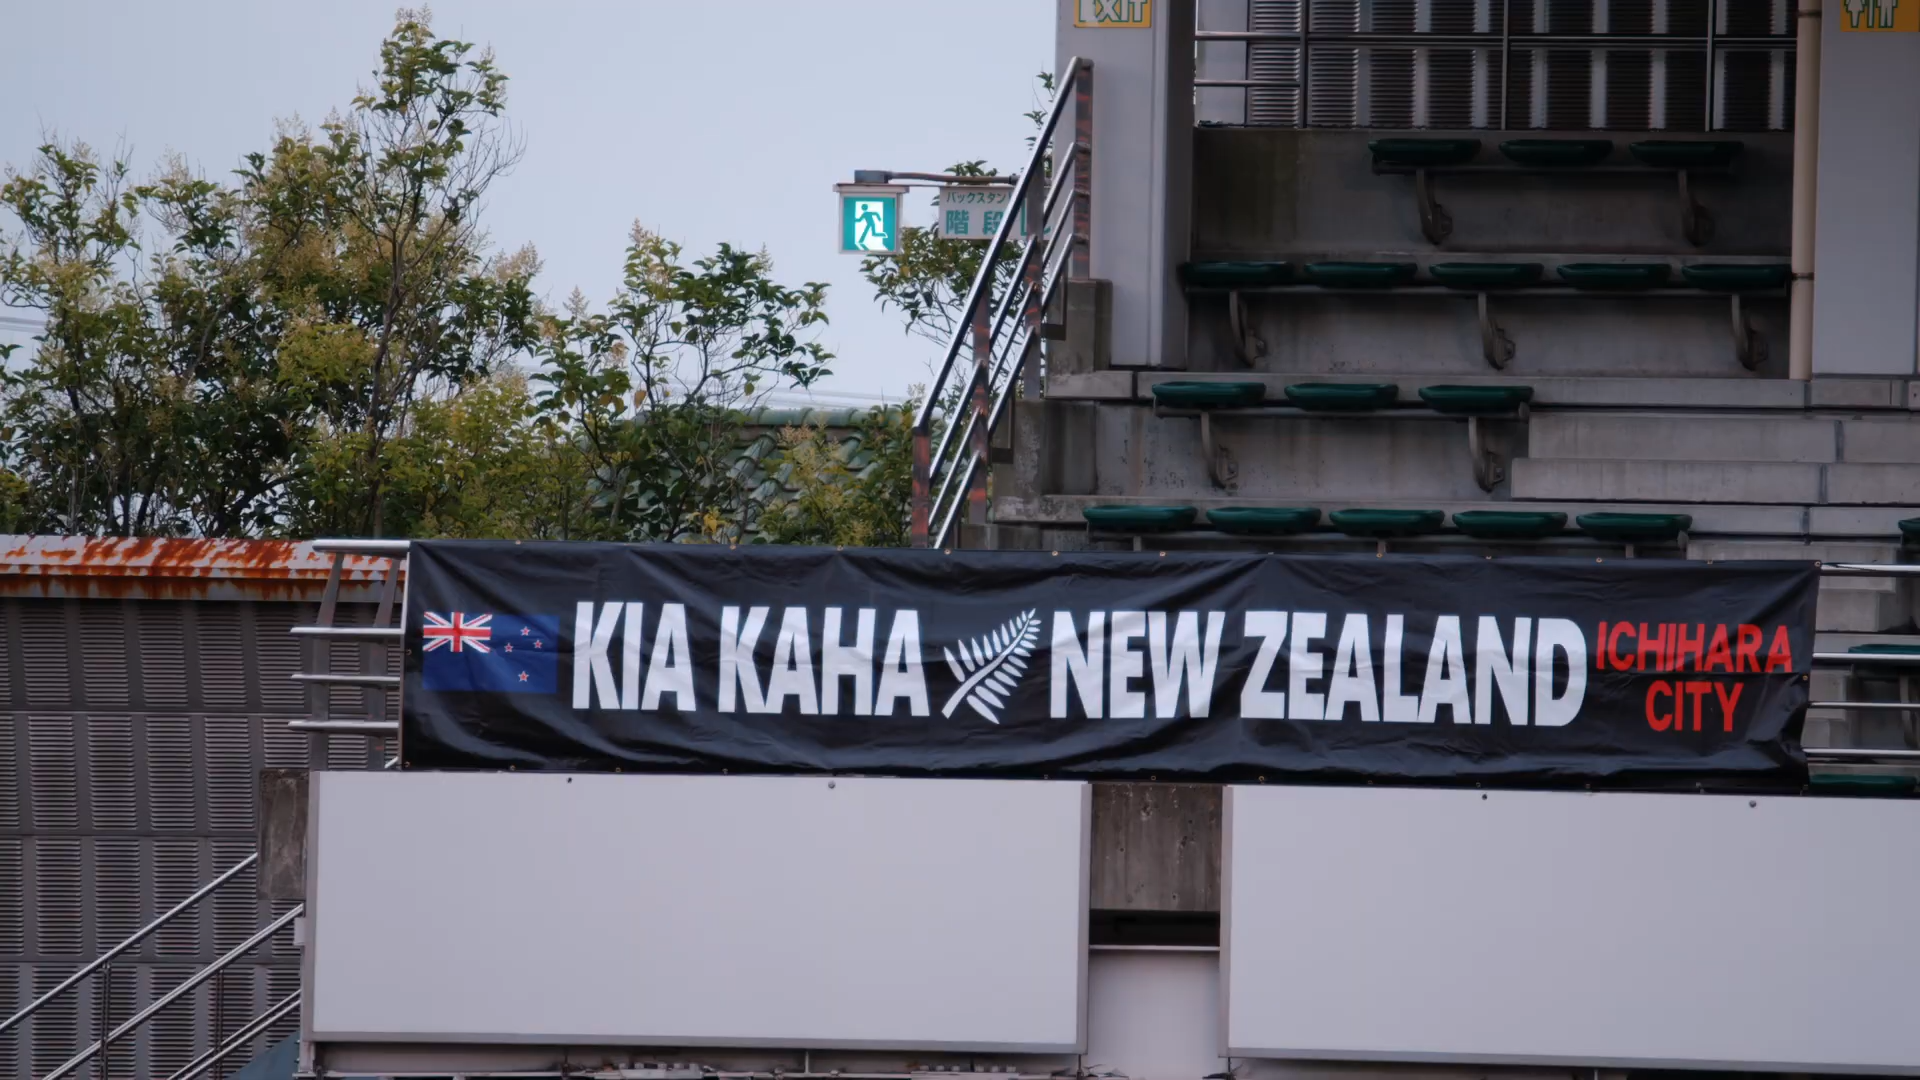 EXIT
バックスタン
階段
KIA KAHA NEW ZEALAND
ICHIHARA
CITY